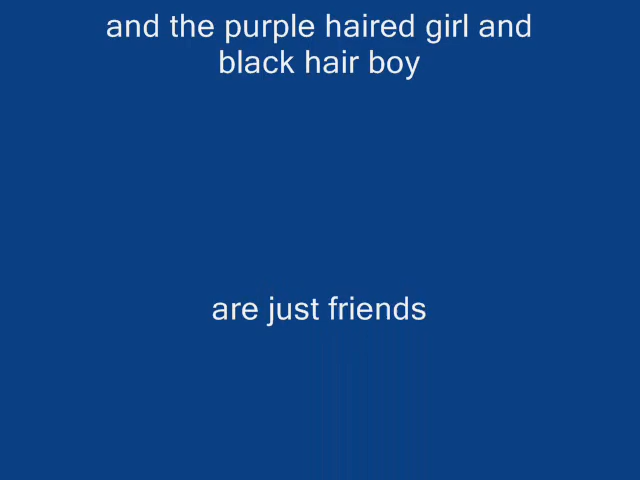 and the purple haired girl and
black hair boy
are just friends